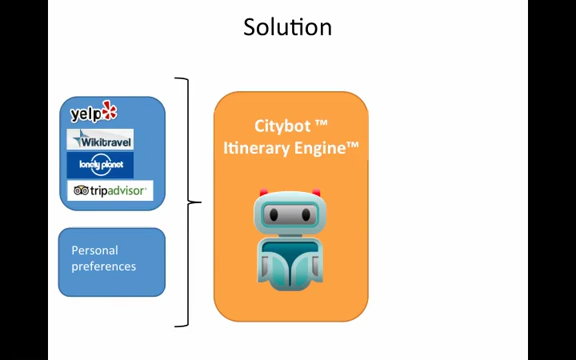 Solution
yelp
Wikitravel
lonely planet
tripadvisor
Personal
preferences
Citybot ™
Itinerary Engine™